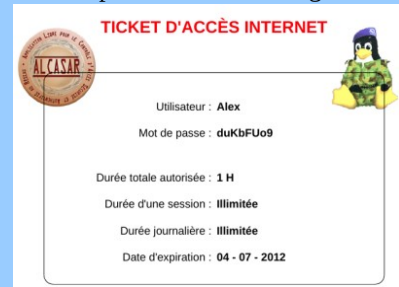 TICKET D'ACCÈS INTERNET
ALCASAR
Utilisateur : Alex
Mot de passe : duKbFUo9
Durée totale autorisée : 1 H
Durée d'une session : Illimitée
Durée journalière : Illimitée
Date d'expiration : 04 - 07 - 2012